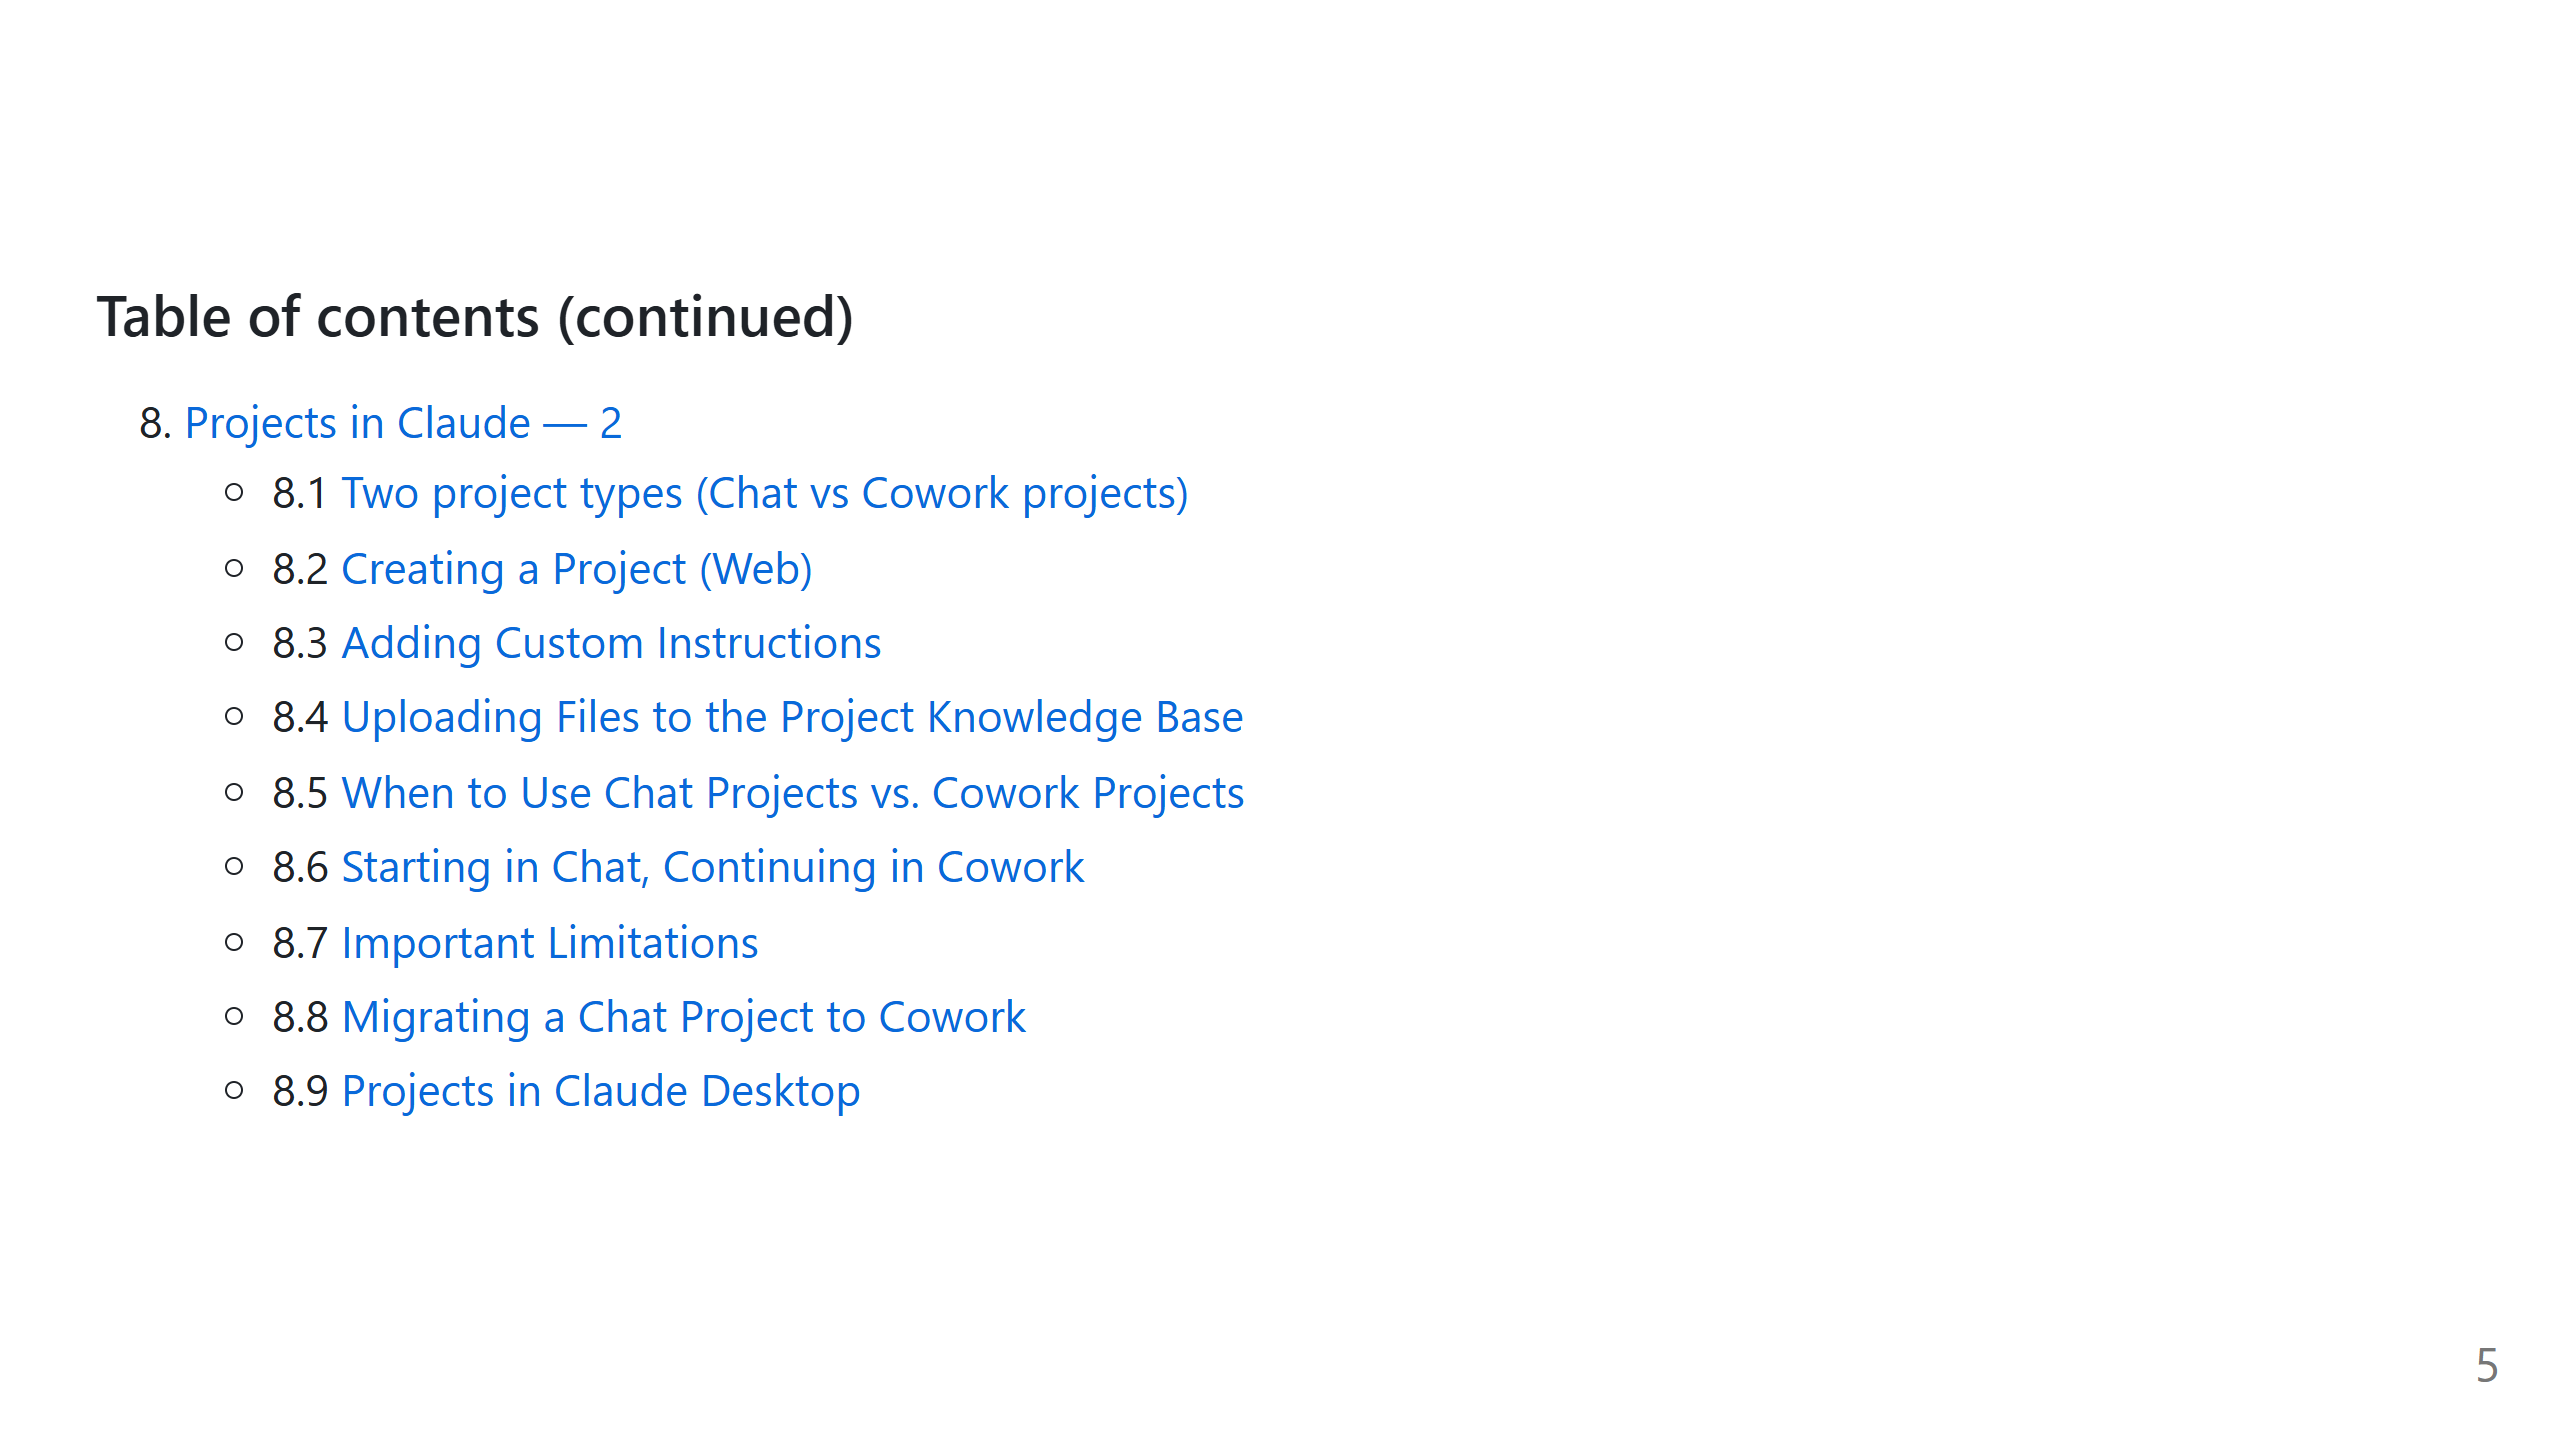 Table of contents (continued)
8. Projects in Claude — 2
8.1 Two project types (Chat vs Cowork projects)
8.2 Creating a Project (Web)
8.3 Adding Custom Instructions
8.4 Uploading Files to the Project Knowledge Base
8.5 When to Use Chat Projects vs. Cowork Projects
8.6 Starting in Chat, Continuing in Cowork
8.7 Important Limitations
8.8 Migrating a Chat Project to Cowork
8.9 Projects in Claude Desktop
5